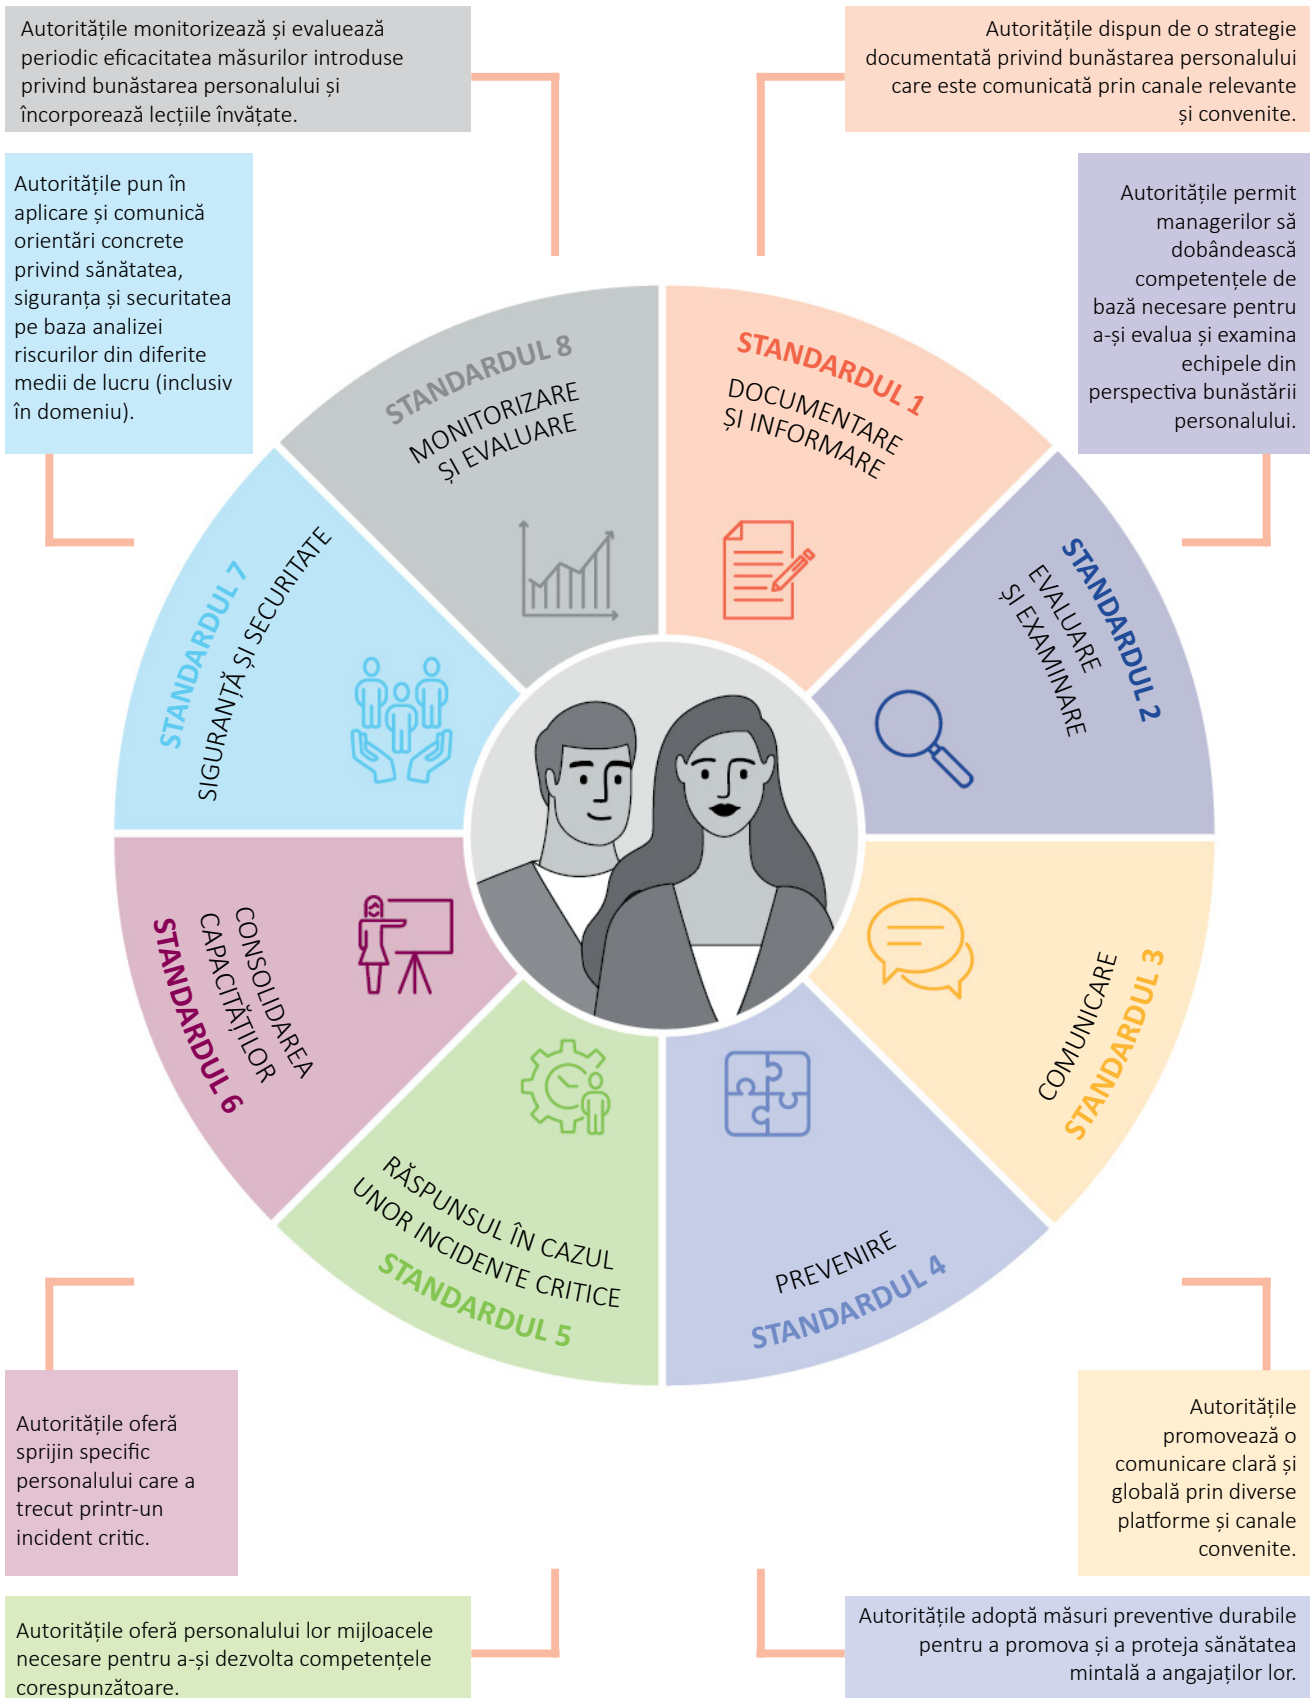 Autoritățile monitorizează și evaluează
periodic eficacitatea măsurilor introduse
privind bunăstarea personalului și
încorporează lecțiile învățate.
Autoritățile dispun de o strategie
documentată privind bunăstarea personalului
care este comunicată prin canale relevante
și convenite.
Autoritățile pun în
aplicare și comunică
orientări concrete
privind sănătatea,
siguranța și securitatea
pe baza analizei
riscurilor din diferite
medii de lucru (inclusiv
în domeniu).
Autoritățile permit
managerilor să
dobândească
competențele de
bază necesare pentru
a-și evalua și examina
echipele din
perspectiva bunăstării
personalului.
STANDARDUL 8
MONITORIZARE
ȘI EVALUARE
STANDARDUL 1
DOCUMENTARE
ȘI INFORMARE
STANDARDUL 7
SIGURANȚĂ ȘI SECURITATE
STANDARDUL 2
EVALUARE
ȘI EXAMINARE
CONSOLIDAREA
CAPACITĂȚILOR
STANDARDUL 6
COMUNICARE
STANDARDUL 3
RĂSPUNSUL ÎN CAZUL
UNOR INCIDENTE CRITICE
STANDARDUL 5
PREVENIRE
STANDARDUL 4
Autoritățile oferă
sprijin specific
personalului care a
trecut printr-un
incident critic.
Autoritățile
promovează o
comunicare clară și
globală prin diverse
platforme și canale
convenite.
Autoritățile oferă personalului lor mijloacele
necesare pentru a-și dezvolta competențele
corespunzătoare.
Autoritățile adoptă măsuri preventive durabile
pentru a promova și a proteja sănătatea
mintală a angajaților lor.